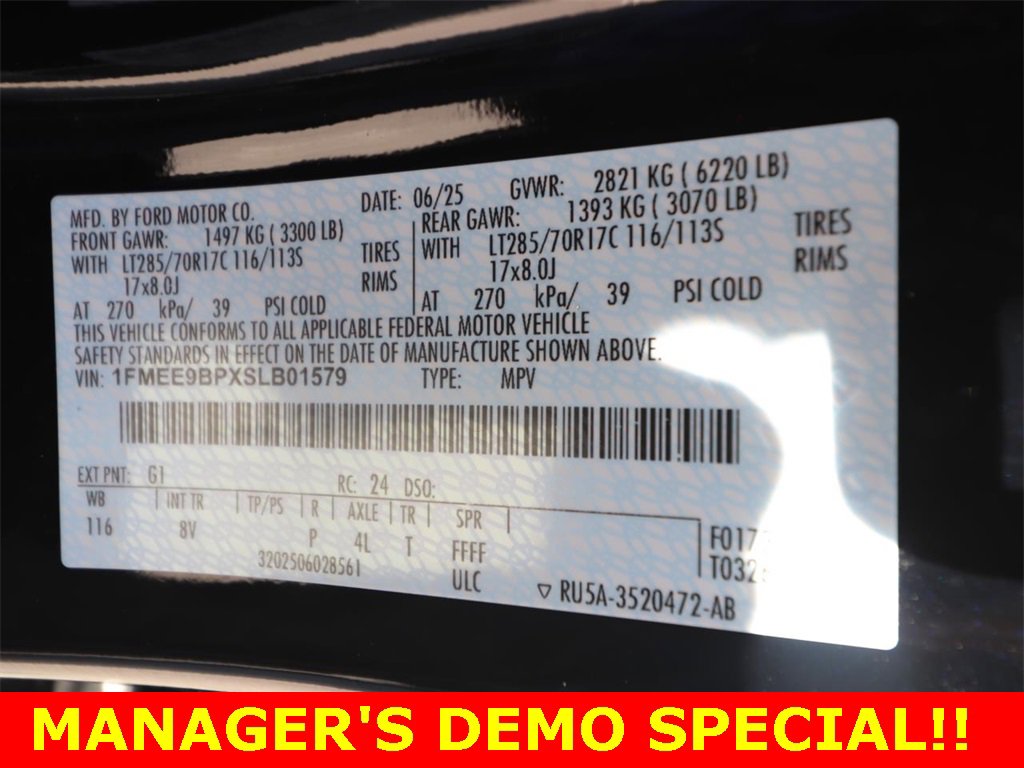 MFD. BY FORD MOTOR CO. DATE: 06/25 GVWR: 2821 KG ( 6220 LB)
FRONT GAWR: 1497 KG ( 3300 LB) REAR GAWR: 1393 KG ( 3070 LB)
WITH LT285/70R17C 116/113S TIRES WITH LT285/70R17C 116/113S TIRES
17x8.0J RIMS 17x8.0J RIMS
AT 270 kPa/ 39 PSI COLD AT 270 kPa/ 39 PSI COLD
THIS VEHICLE CONFORMS TO ALL APPLICABLE FEDERAL MOTOR VEHICLE
SAFETY STANDARDS IN EFFECT ON THE DATE OF MANUFACTURE SHOWN ABOVE.
VIN: 1FMEE9BPXSLB01579 TYPE: MPV
EXT PNT: G1 RC: 24 DSO:
WB INT TR TP/PS R AXLE TR SPR
116 8V P 4L T FFFF
3202506028561 ULC
▽ RU5A-3520472-AB
MANAGER'S DEMO SPECIAL!!